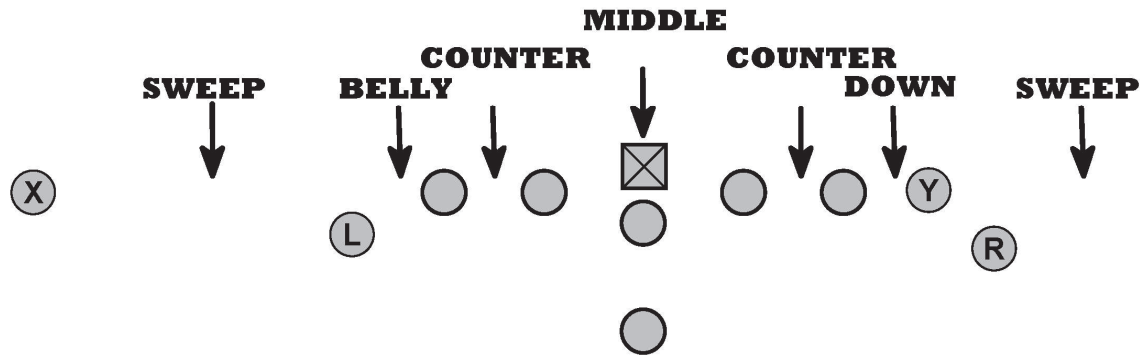 MIDDLE
COUNTER COUNTER
SWEEP BELLY DOWN SWEEP
X Y
L R